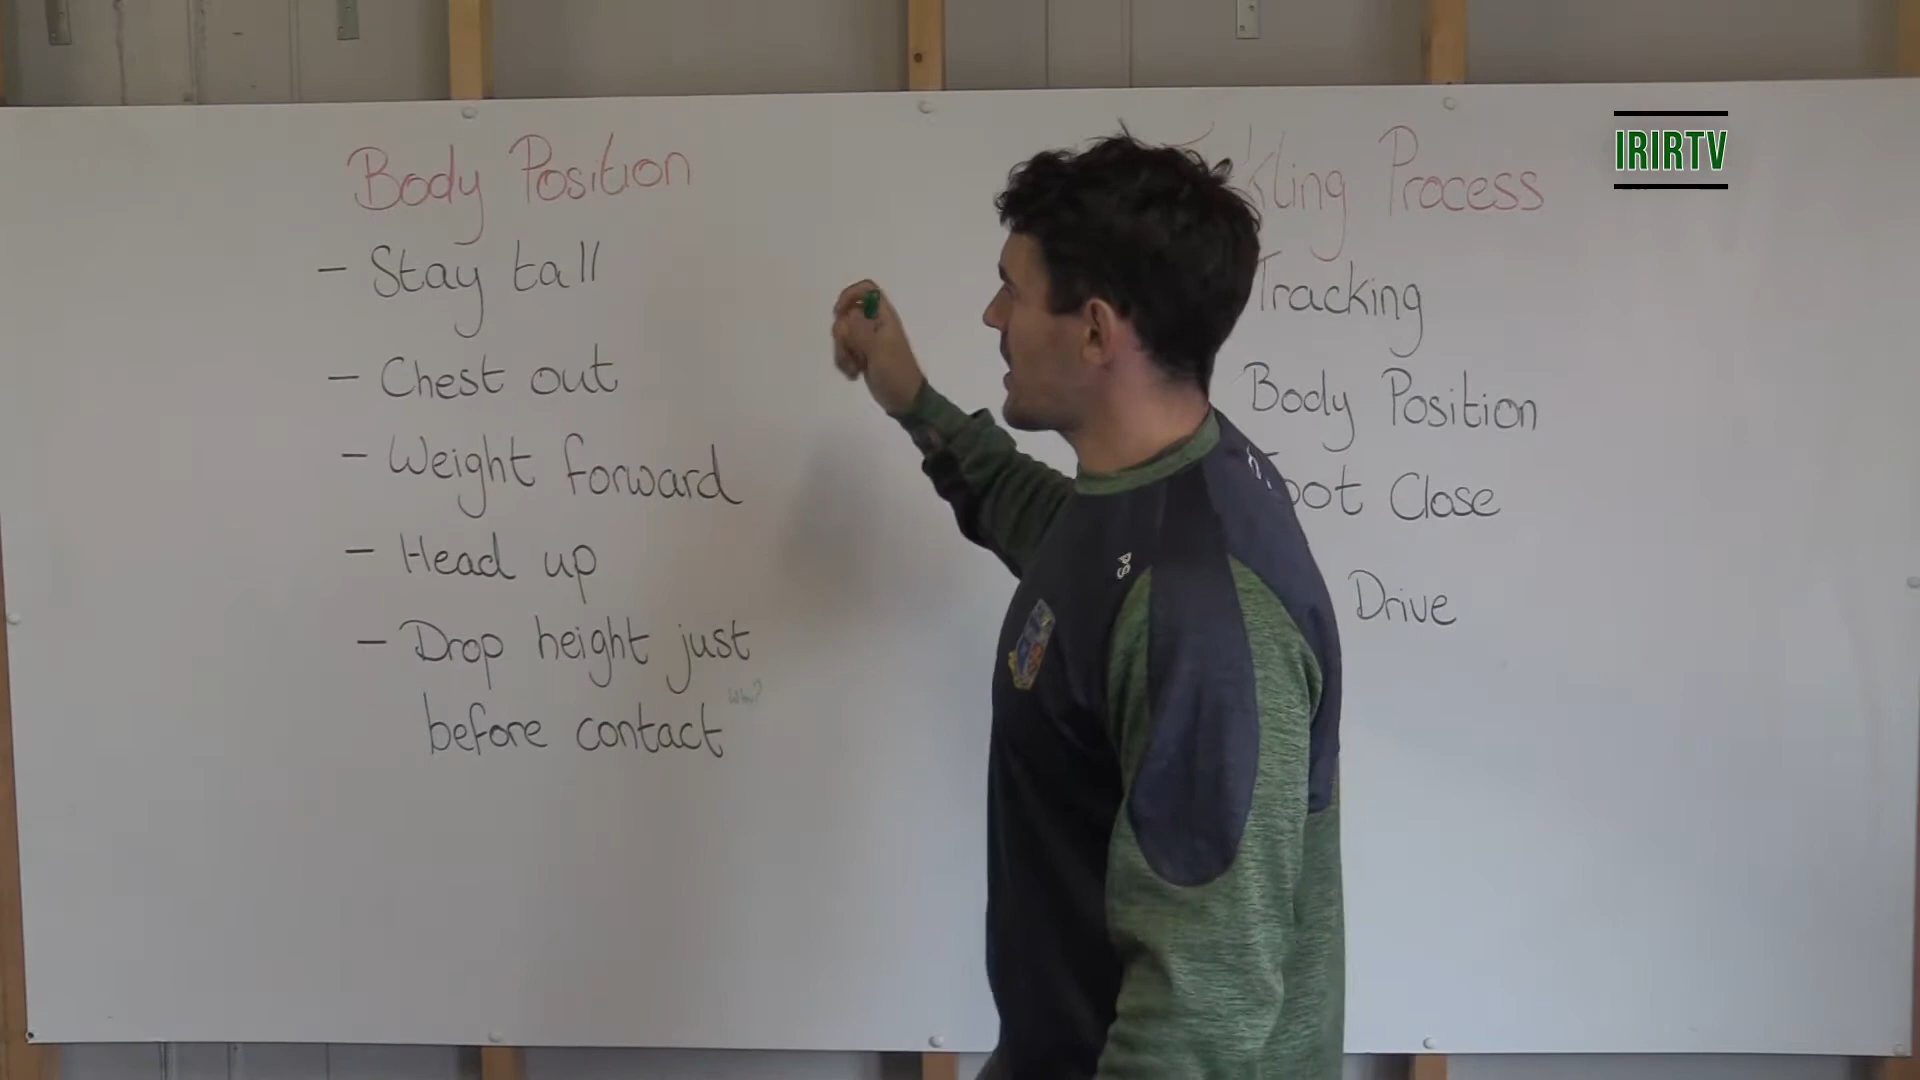 Body Position
- Stay tall
- Chest out
- Weight forward
- Head up
- Drop height just
before contact
Why?
Process
Tracking
Body Position
Close
Drive
IRIRTV